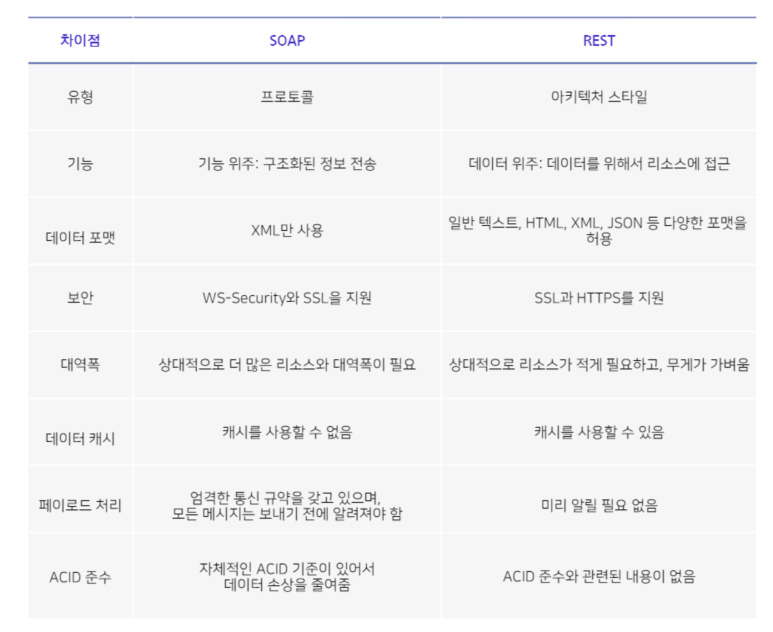 차이점 SOAP REST
유형 프로토콜 아키텍처 스타일
기능 기능 위주: 구조화된 정보 전송 데이터 위주: 데이터를 위해서 리소스에 접근
데이터 포맷 XML만 사용 일반 텍스트, HTML, XML, JSON 등 다양한 포맷을
허용
보안 WS-Security와 SSL을 지원 SSL과 HTTPS를 지원
대역폭 상대적으로 더 많은 리소스와 대역폭이 필요 상대적으로 리소스가 적게 필요하고, 무게가 가벼움
데이터 캐시 캐시를 사용할 수 없음 캐시를 사용할 수 있음
페이로드 처리 엄격한 통신 규약을 갖고 있으며,
모든 메시지는 보내기 전에 알려져야 함 미리 알릴 필요 없음
ACID 준수 자체적인 ACID 기준이 있어서
데이터 손상을 줄여줌 ACID 준수와 관련된 내용이 없음